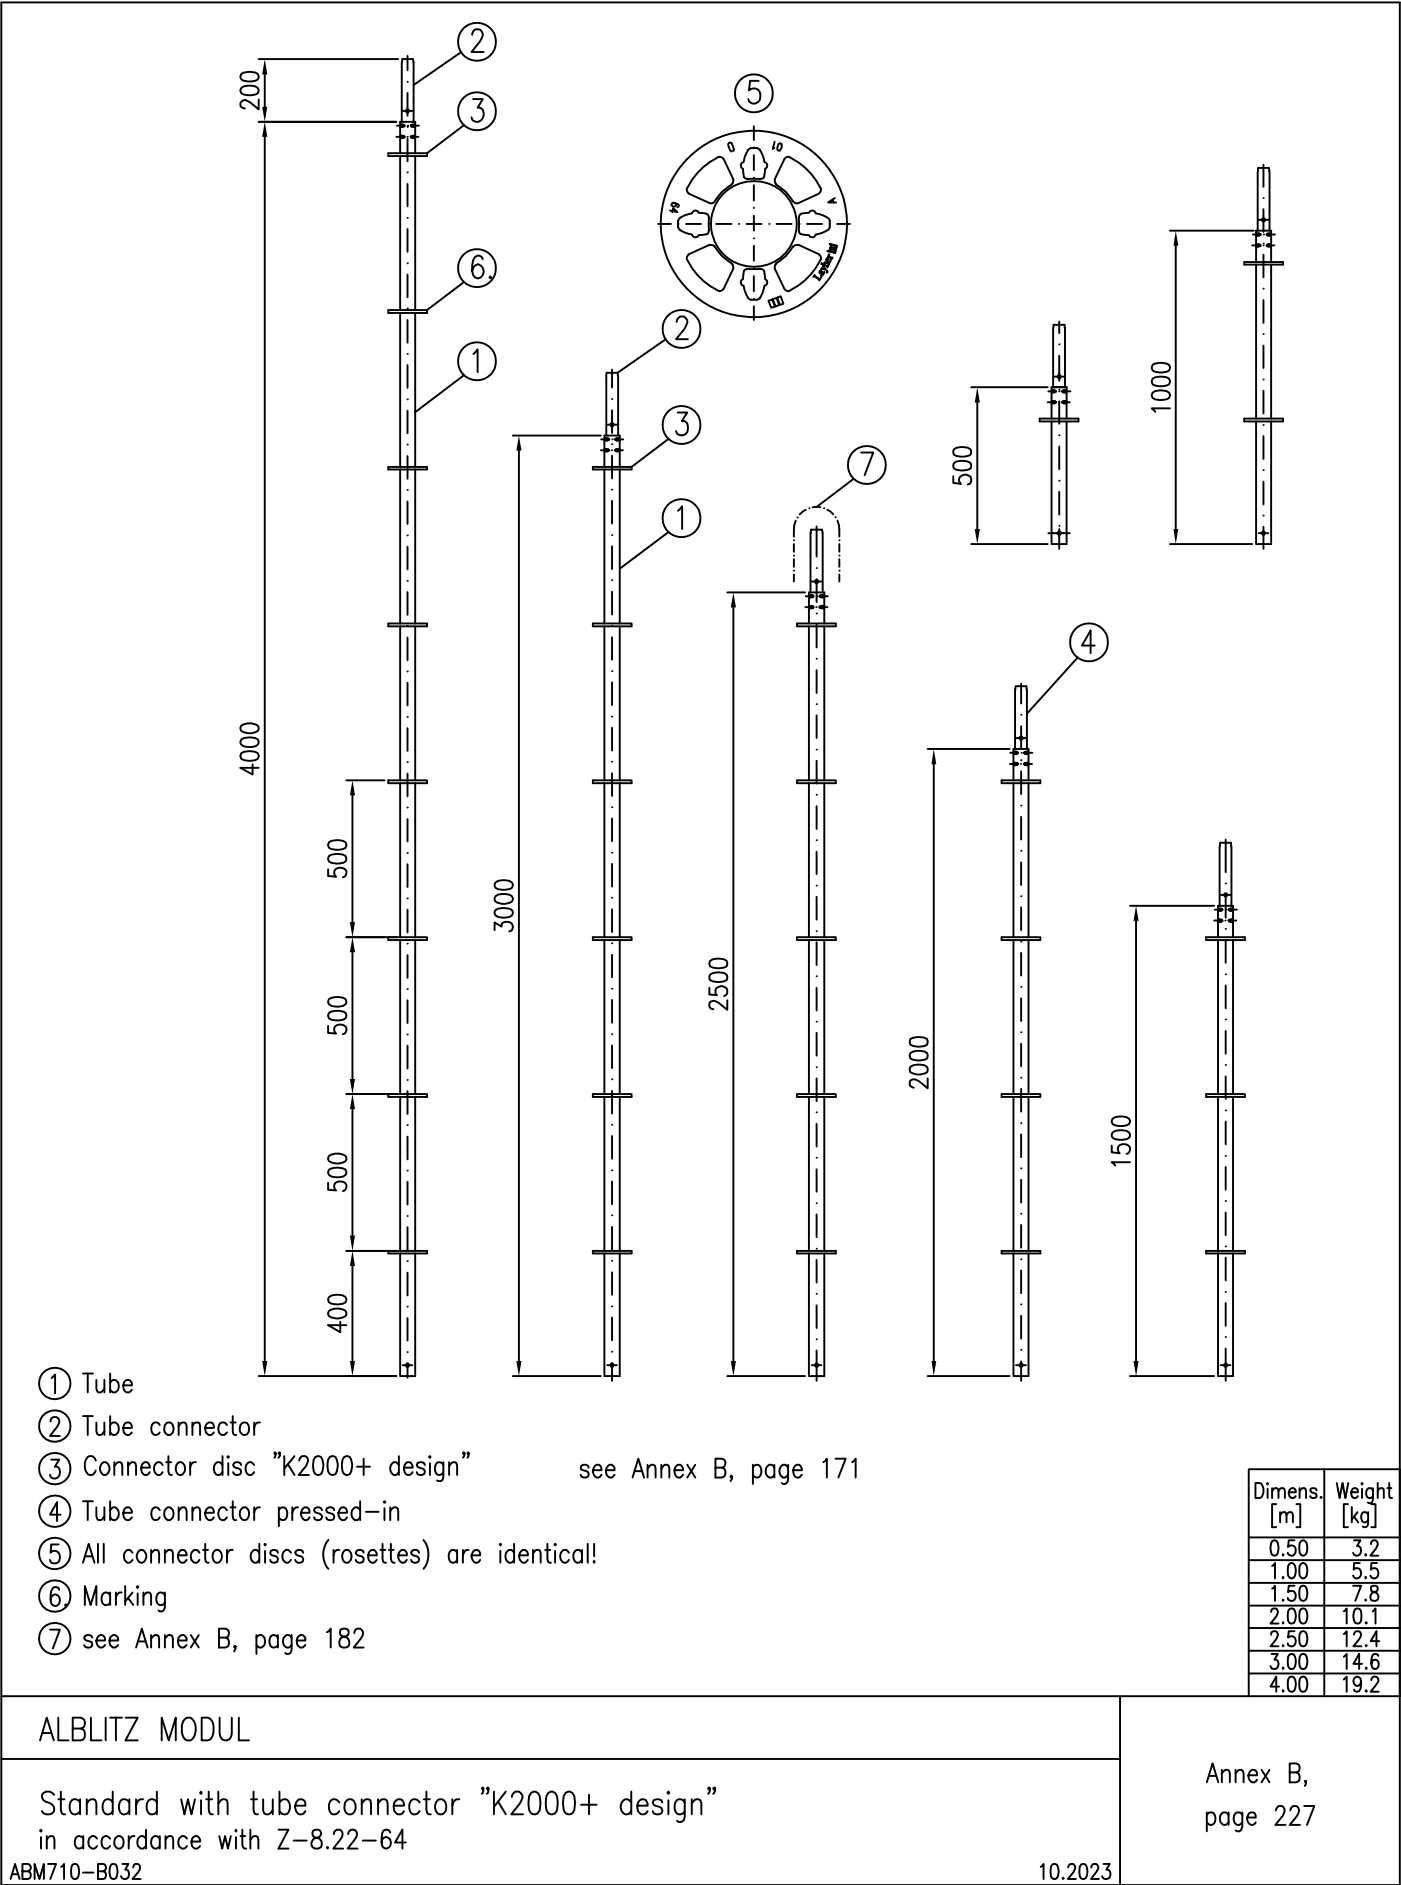 2
200
3
5
D
01
64
A
Layher
6.
2
1
1000
3
500
7
1
4
4000
500
3000
2500
500
2000
1500
500
400
1 Tube
2 Tube connector
3 Connector disc "K2000+ design" see Annex B, page 171
4 Tube connector pressed-in
5 All connector discs (rosettes) are identical!
6. Marking
7 see Annex B, page 182
Dimens. Weight
[m] [kg]
0.50 3.2
1.00 5.5
1.50 7.8
2.00 10.1
2.50 12.4
3.00 14.6
4.00 19.2
ALBLITZ MODUL
Standard with tube connector "K2000+ design"
in accordance with Z-8.22-64
ABM710-B032
10.2023
Annex B,
page 227